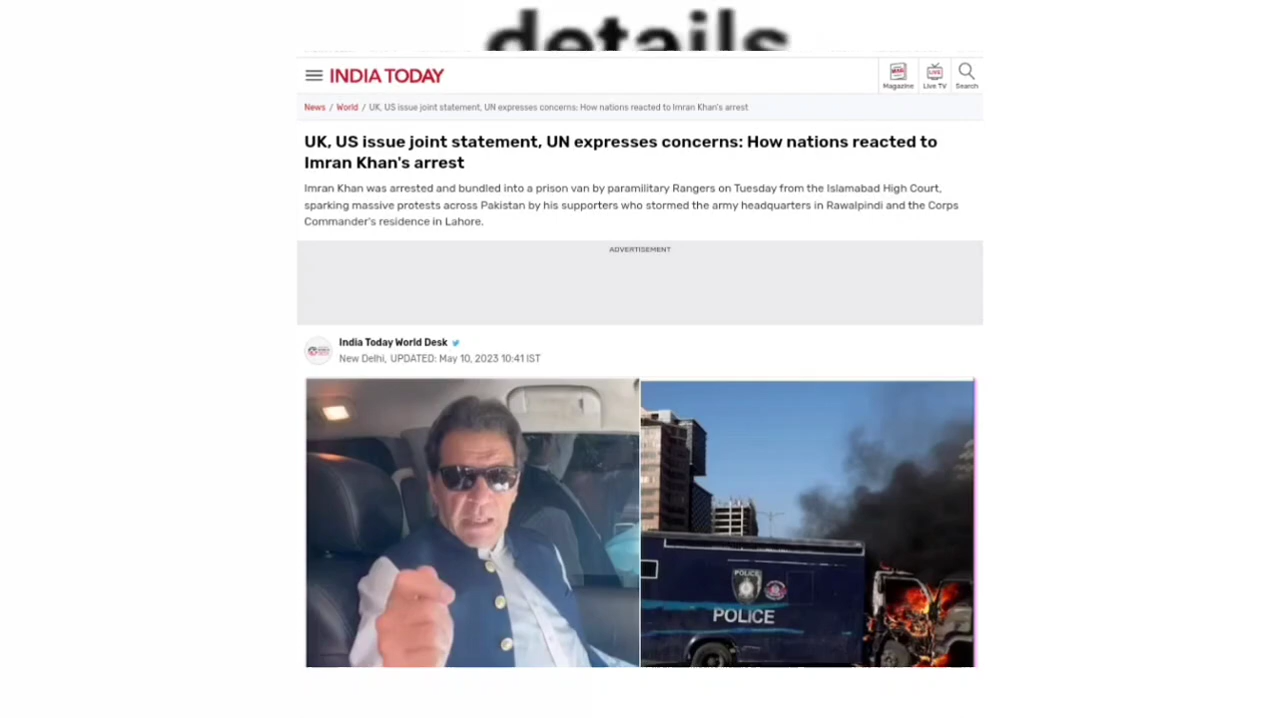 details
INDIA TODAY
Magazine
LIVE
Live TV
Search
News / World / UK, US issue joint statement, UN expresses concerns: How nations reacted to Imran Khan's arrest
UK, US issue joint statement, UN expresses concerns: How nations reacted to
Imran Khan's arrest
Imran Khan was arrested and bundled into a prison van by paramilitary Rangers on Tuesday from the Islamabad High Court,
sparking massive protests across Pakistan by his supporters who stormed the army headquarters in Rawalpindi and the Corps
Commander's residence in Lahore.
ADVERTISEMENT
India Today World Desk
New Delhi, UPDATED: May 10, 2023 10:41 IST
POLICE
POLICE